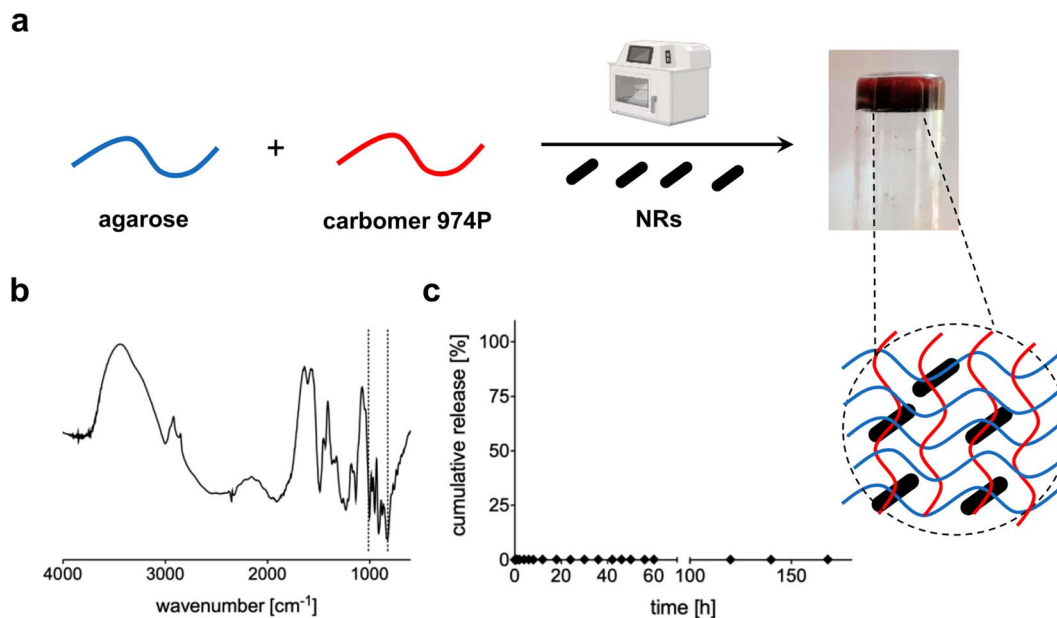 a
+
agarose
carbomer 974P
NRs
b
4000
3000
2000
1000
wavenumber [cm⁻¹]
c
cumulative release [%]
100
75
50
25
0
0
20
40
60
100
150
time [h]